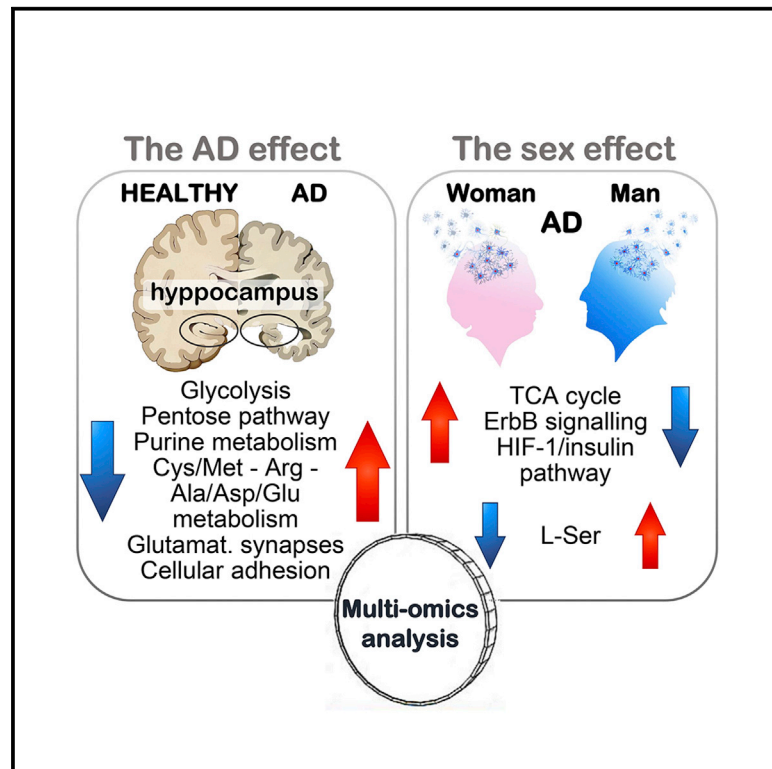 The AD effect
HEALTHY AD
hyppocampus
Glycolysis
Pentose pathway
Purine metabolism
Cys/Met - Arg -
Ala/Asp/Glu
metabolism
Glutamat. synapses
Cellular adhesion
The sex effect
Woman Man
AD
TCA cycle
ErbB signalling
HIF-1/insulin
pathway
L-Ser
Multi-omics
analysis